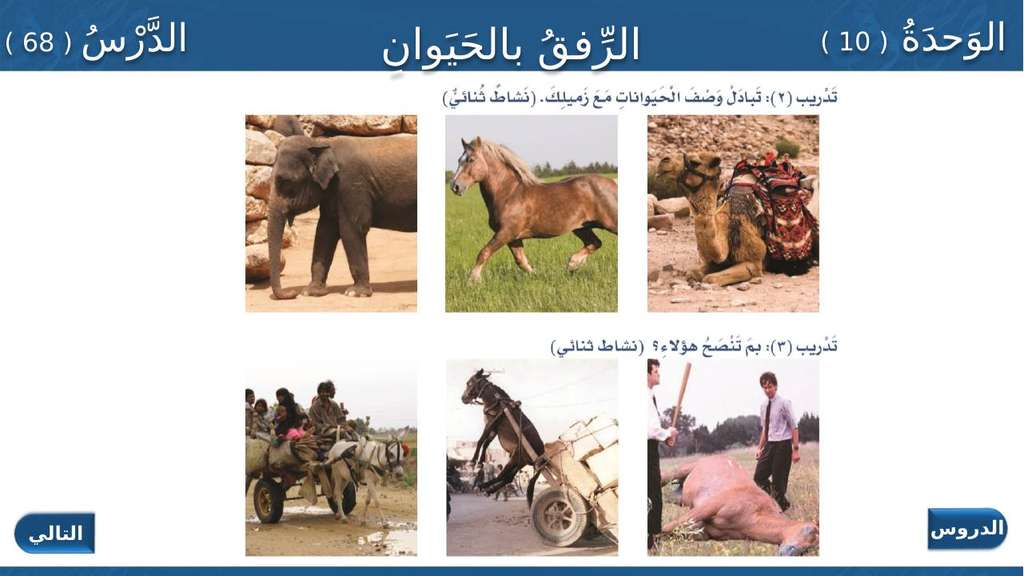 الوَحدَةُ ( 10 )
الرِّفقُ بالحَيَوانِ
الدَّرْسُ ( 68 )
تَدْريب (٢): تَبادَلْ وَصْفَ الْحَيَواناتِ مَعَ زَميلِكَ. (نَشاطٌ ثُنائيٌّ)
تَدْريب (٣): بمَ تَنْصَحُ هؤلاءِ؟ (نشاط ثنائي)
الدروس
التالي